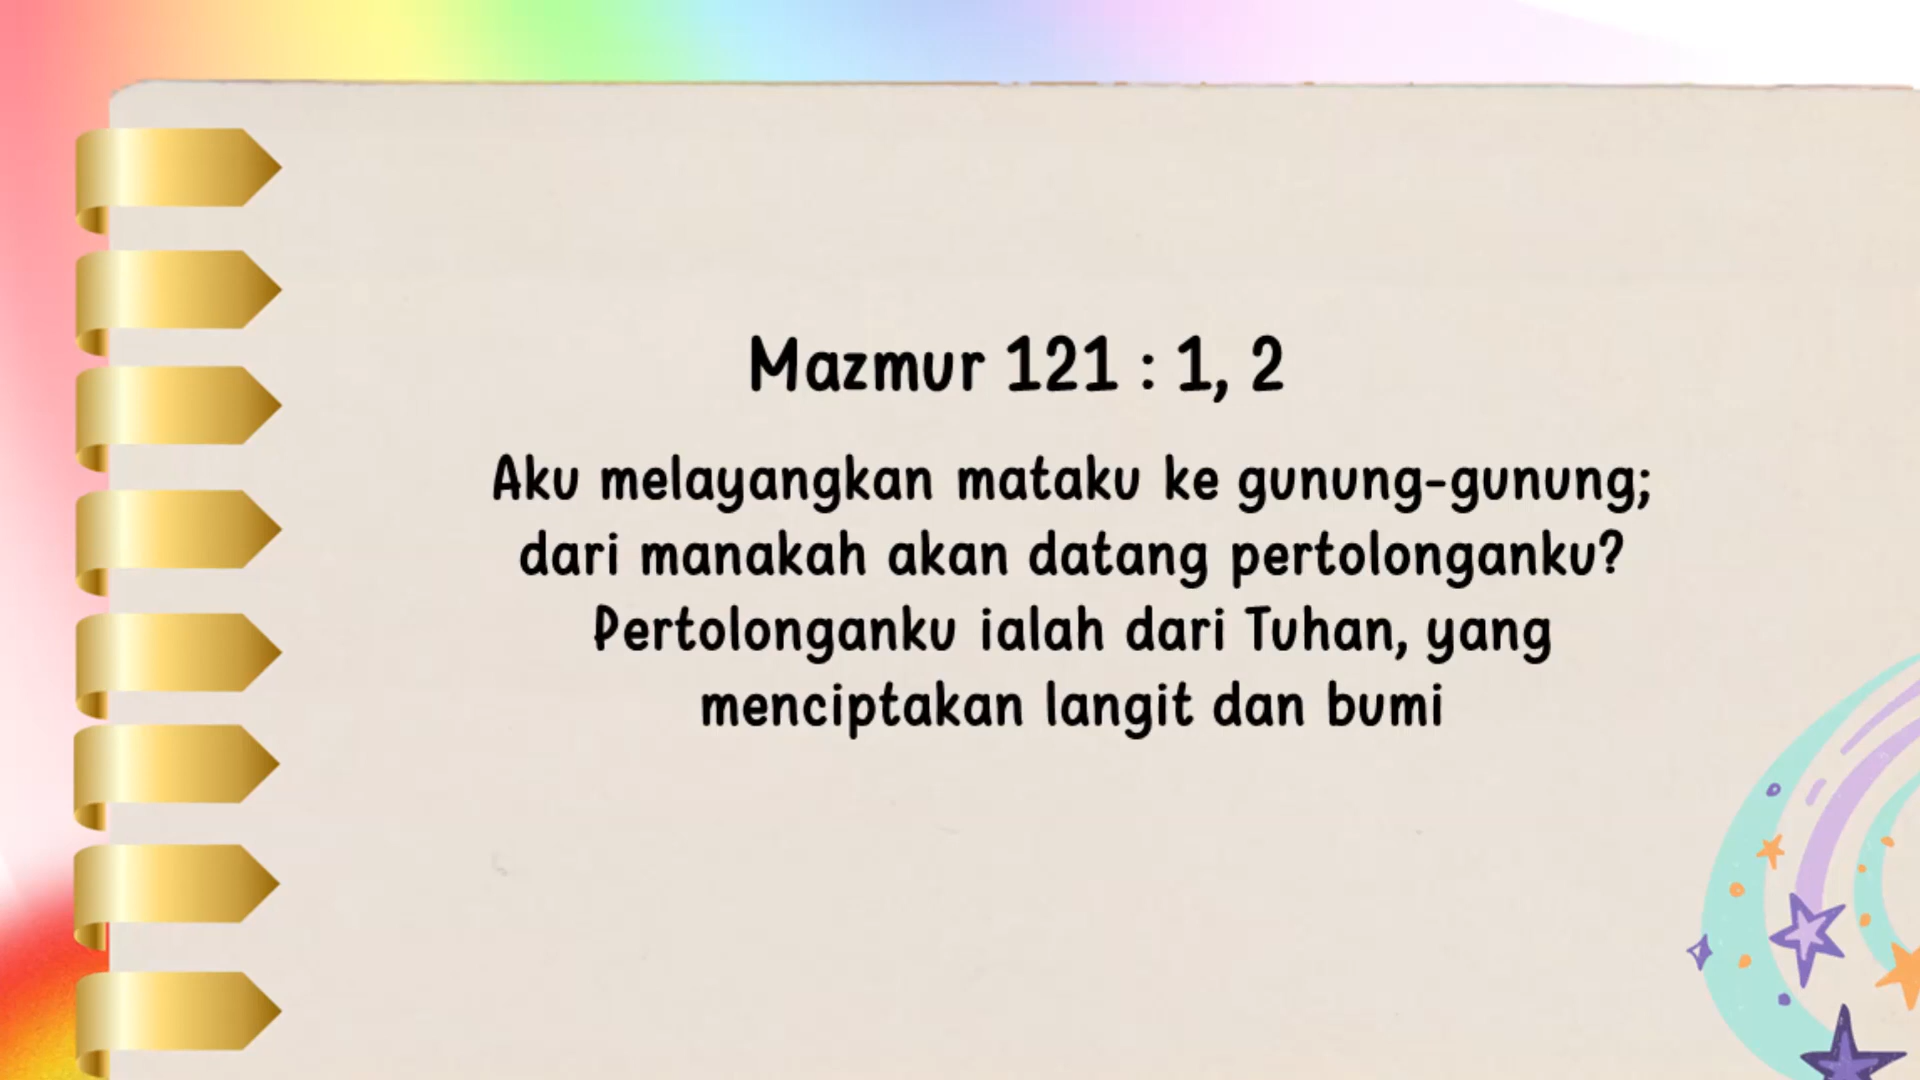 Mazmur 121 : 1, 2
Aku melayangkan mataku ke gunung-gunung;
dari manakah akan datang pertolonganku?
Pertolonganku ialah dari Tuhan, yang
menciptakan langit dan bumi